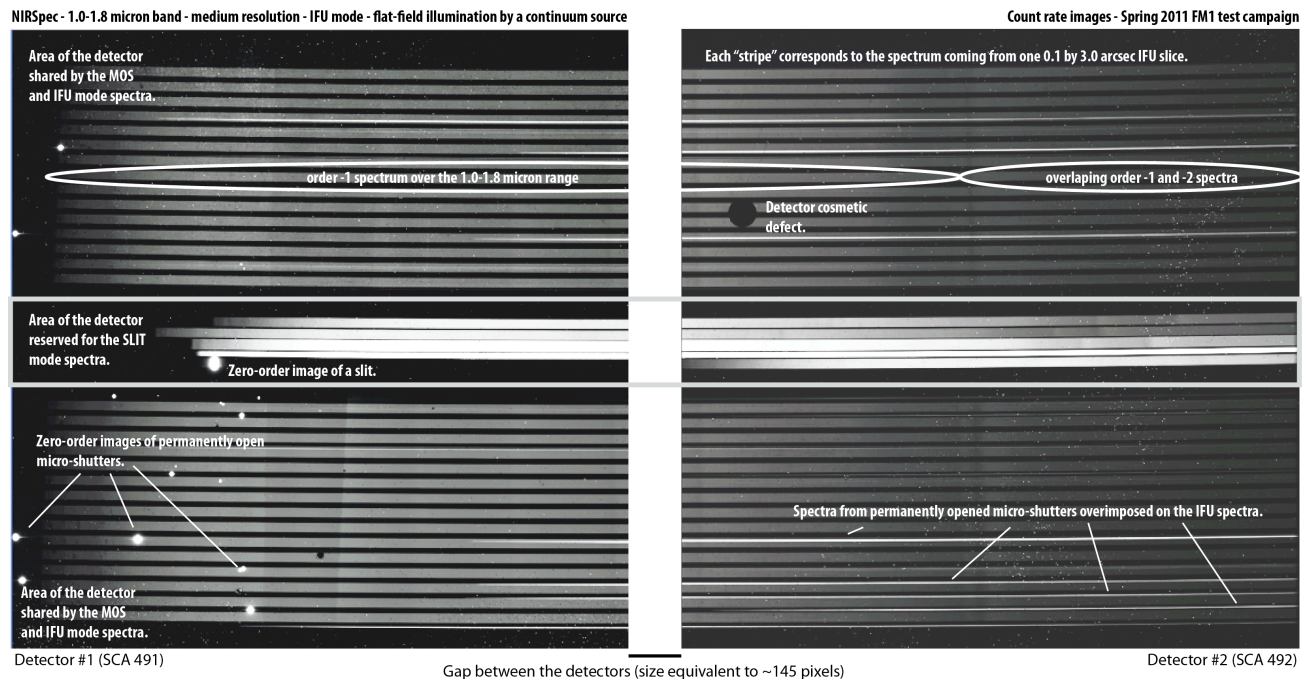 NIRSpec - 1.0-1.8 micron band - medium resolution - IFU mode - flat-field illumination by a continuum source
Count rate images - Spring 2011 FM1 test campaign
Area of the detector
shared by the MOS
and IFU mode spectra.
Each “stripe” corresponds to the spectrum coming from one 0.1 by 3.0 arcsec IFU slice.
order -1 spectrum over the 1.0-1.8 micron range
overlaping order -1 and -2 spectra
Detector cosmetic
defect.
Area of the detector
reserved for the SLIT
mode spectra.
Zero-order image of a slit.
Zero-order images of permanently open
micro-shutters.
Spectra from permanently opened micro-shutters overimposed on the IFU spectra.
Area of the detector
shared by the MOS
and IFU mode spectra.
Detector #1 (SCA 491)
Gap between the detectors (size equivalent to ~145 pixels)
Detector #2 (SCA 492)